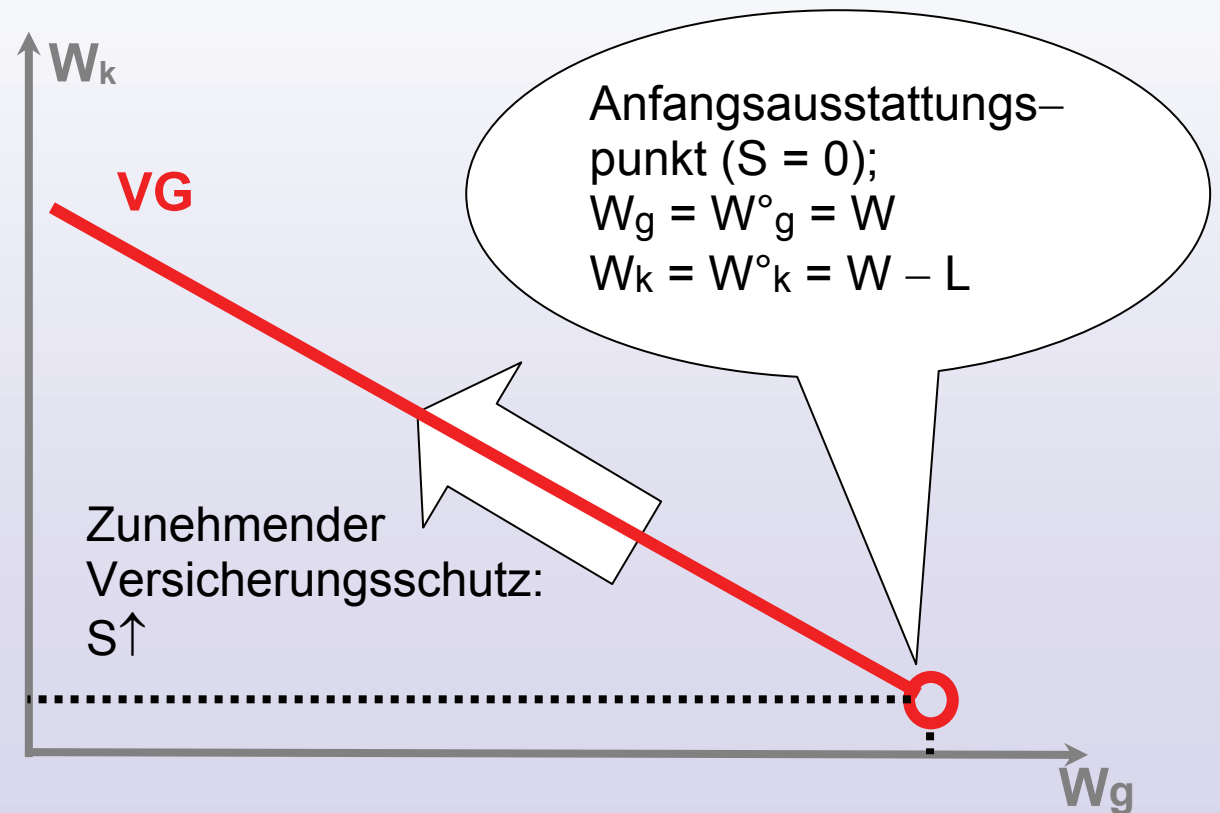 Wk
VG
Anfangsausstattungs–
punkt (S = 0);
Wg = W°g = W
Wk = W°k = W – L
Zunehmender
Versicherungsschutz:
S↑
Wg